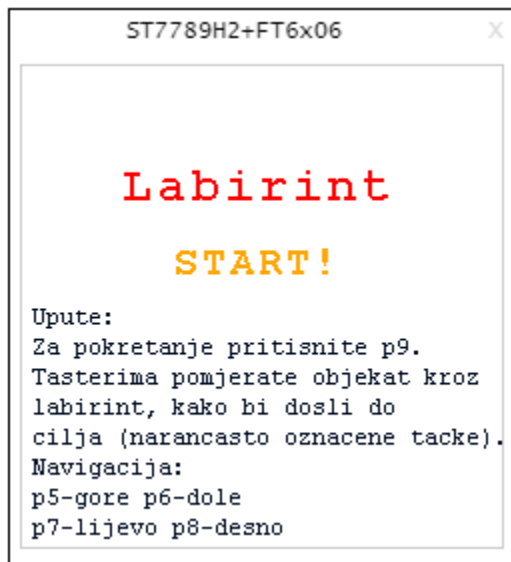 ST7789H2+FT6x06 X
Labirint
START!
Upute:
Za pokretanje pritisnite p9.
Tasterima pomjerate objekat kroz
labirint, kako bi dosli do
cilja (narancasto oznacene tacke).
Navigacija:
p5-gore p6-dole
p7-lijevo p8-desno